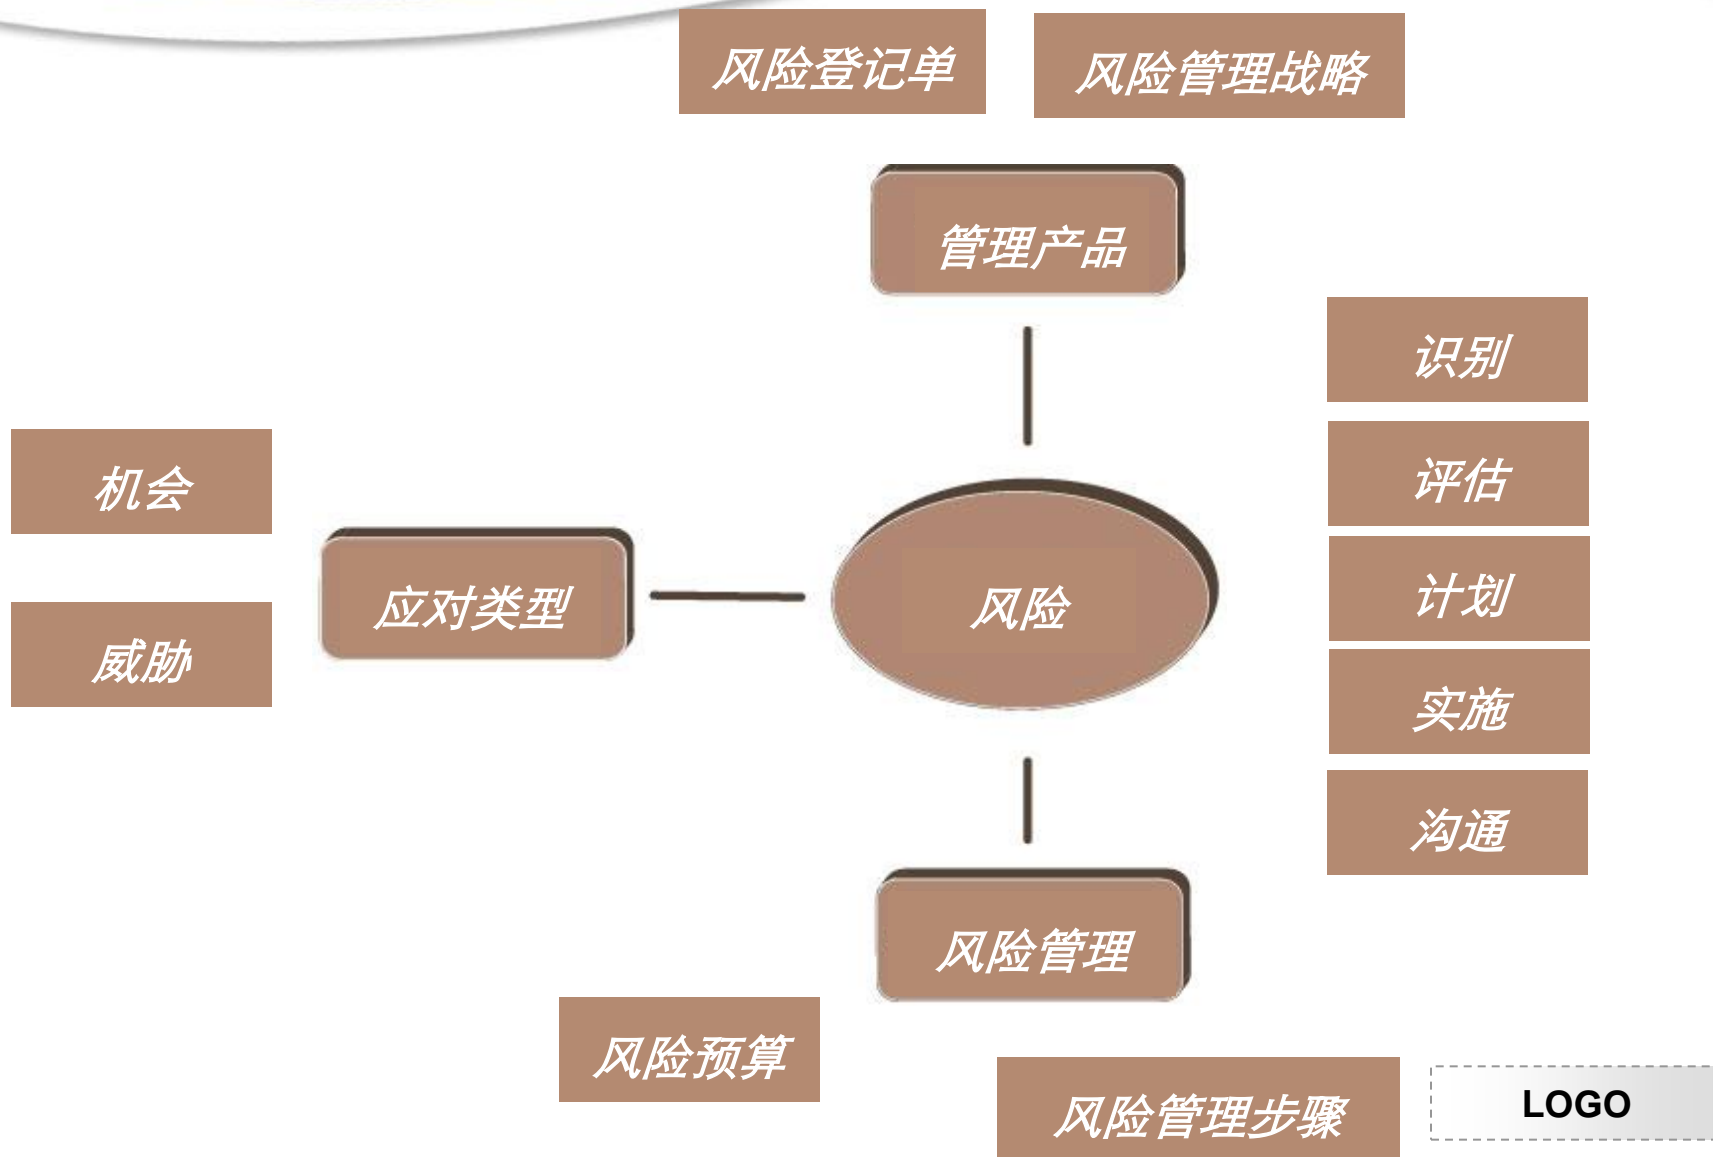 风险登记单
风险管理战略
管理产品
识别
评估
机会
应对类型
风险
计划
威胁
实施
沟通
风险管理
风险预算
风险管理步骤
LOGO